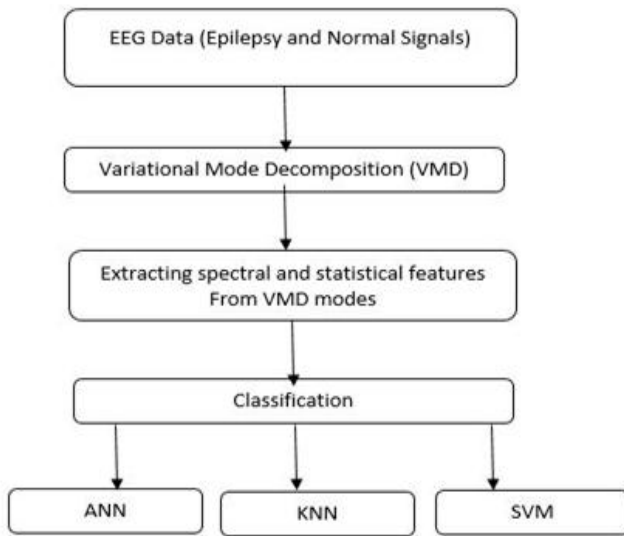 EEG Data (Epilepsy and Normal Signals)
Variational Mode Decomposition (VMD)
Extracting spectral and statistical features
From VMD modes
Classification
ANN
KNN
SVM